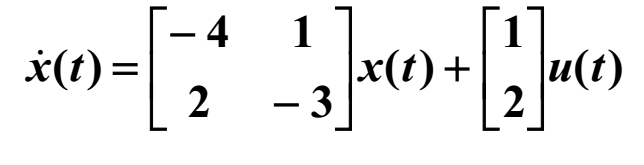 ẋ(t) = [ −4 1 ; 2 −3 ] x(t) + [ 1 ; 2 ] u(t)